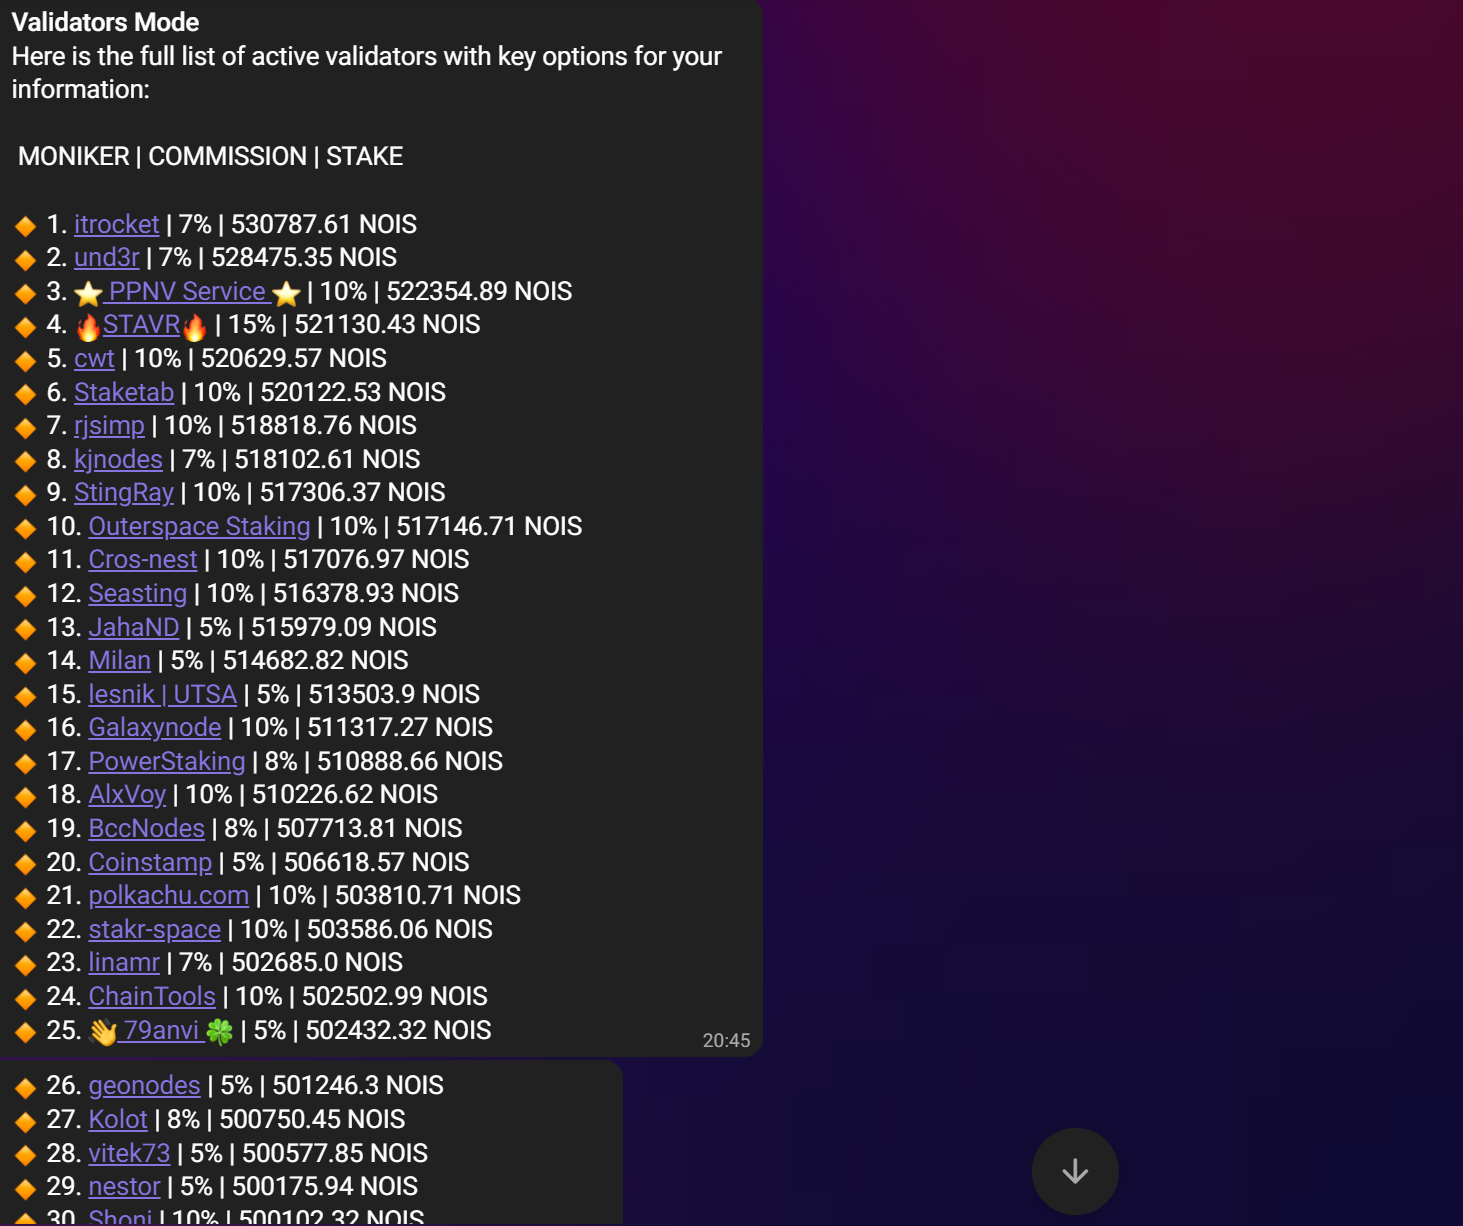 Validators Mode
Here is the full list of active validators with key options for your
information:
MONIKER | COMMISSION | STAKE
🔸 1. itrocket | 7% | 530787.61 NOIS
🔸 2. und3r | 7% | 528475.35 NOIS
🔸 3. ⭐ PPNV Service ⭐ | 10% | 522354.89 NOIS
🔸 4. 🔥STAVR🔥 | 15% | 521130.43 NOIS
🔸 5. cwt | 10% | 520629.57 NOIS
🔸 6. Staketab | 10% | 520122.53 NOIS
🔸 7. rjsimp | 10% | 518818.76 NOIS
🔸 8. kjnodes | 7% | 518102.61 NOIS
🔸 9. StingRay | 10% | 517306.37 NOIS
🔸 10. Outerspace Staking | 10% | 517146.71 NOIS
🔸 11. Cros-nest | 10% | 517076.97 NOIS
🔸 12. Seasting | 10% | 516378.93 NOIS
🔸 13. JahaND | 5% | 515979.09 NOIS
🔸 14. Milan | 5% | 514682.82 NOIS
🔸 15. lesnik | UTSA | 5% | 513503.9 NOIS
🔸 16. Galaxynode | 10% | 511317.27 NOIS
🔸 17. PowerStaking | 8% | 510888.66 NOIS
🔸 18. AlxVoy | 10% | 510226.62 NOIS
🔸 19. BccNodes | 8% | 507713.81 NOIS
🔸 20. Coinstamp | 5% | 506618.57 NOIS
🔸 21. polkachu.com | 10% | 503810.71 NOIS
🔸 22. stakr-space | 10% | 503586.06 NOIS
🔸 23. linamr | 7% | 502685.0 NOIS
🔸 24. ChainTools | 10% | 502502.99 NOIS
🔸 25. 👋 79anvi 🍀 | 5% | 502432.32 NOIS
20:45
🔸 26. geonodes | 5% | 501246.3 NOIS
🔸 27. Kolot | 8% | 500750.45 NOIS
🔸 28. vitek73 | 5% | 500577.85 NOIS
🔸 29. nestor | 5% | 500175.94 NOIS
🔸 30. Shoni | 10% | 500102.32 NOIS